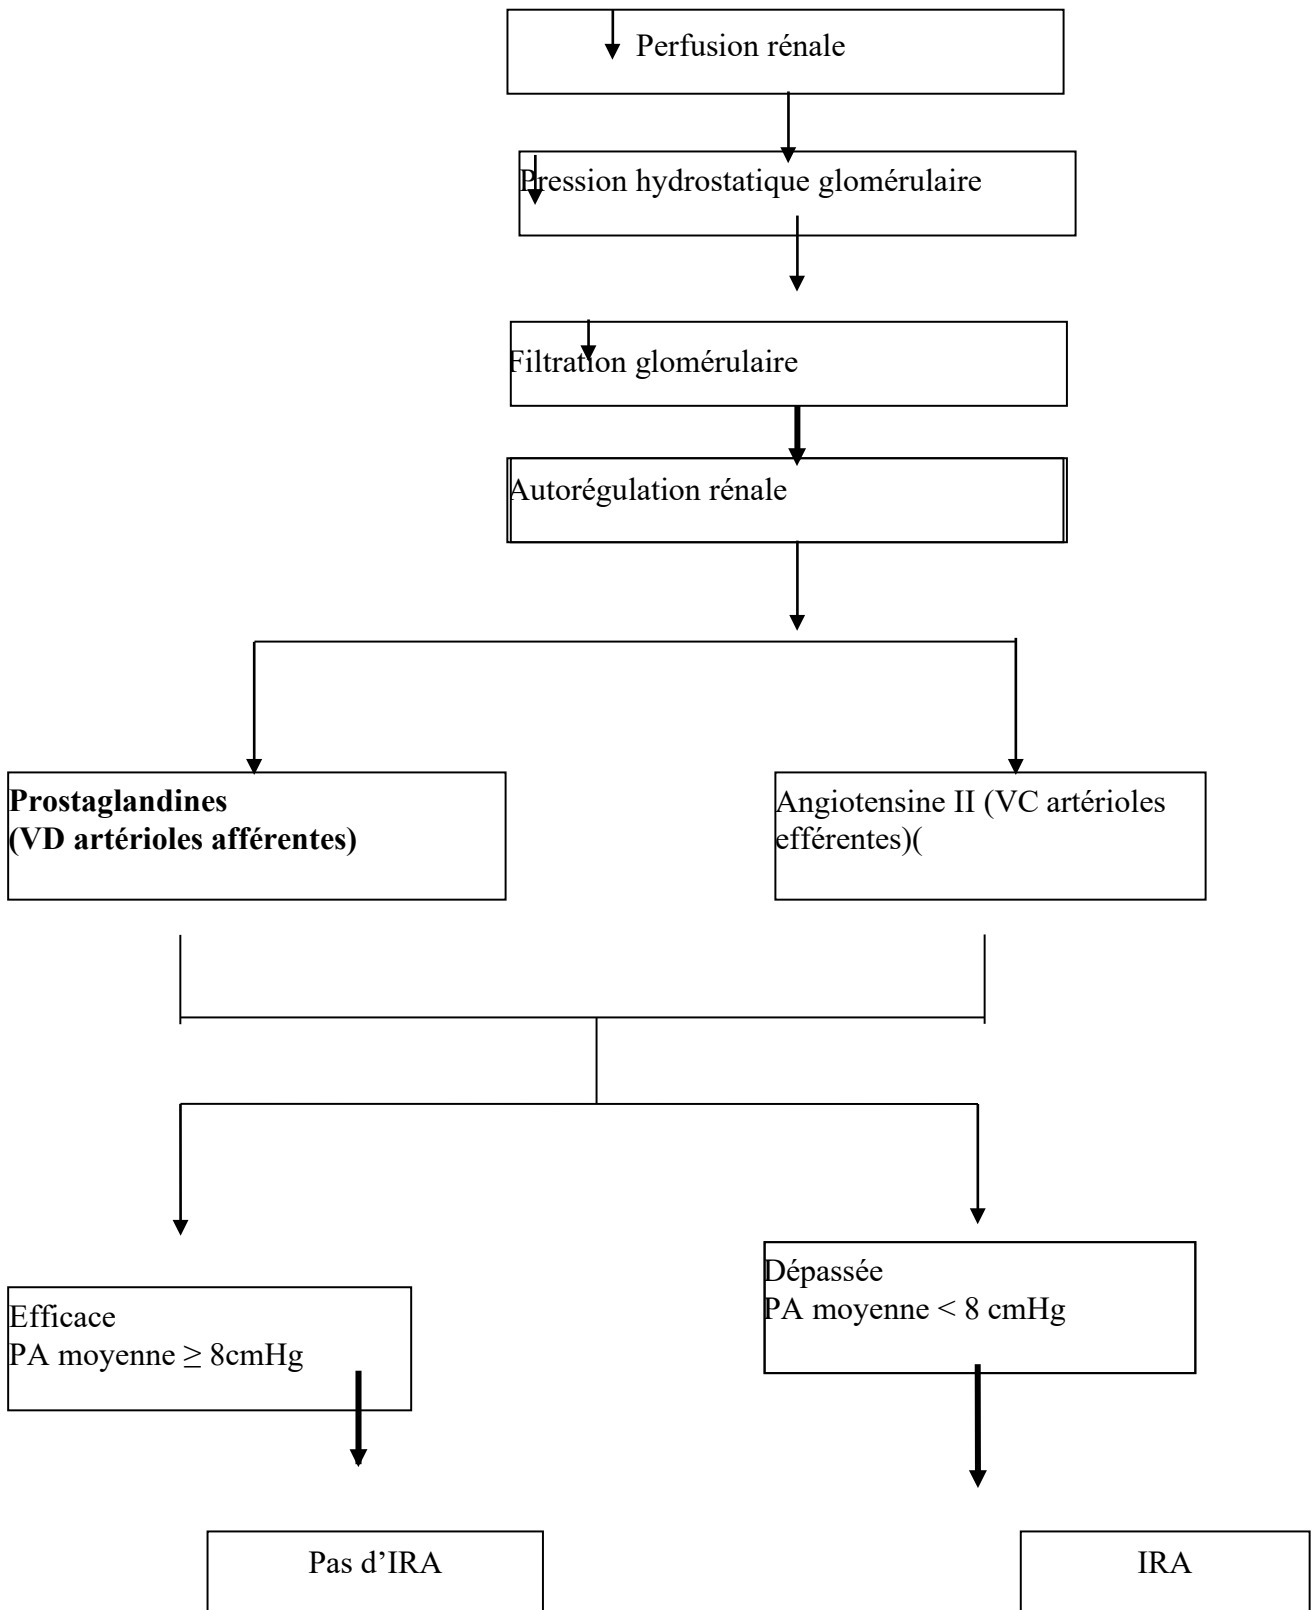 Perfusion rénale
Pression hydrostatique glomérulaire
Filtration glomérulaire
Autorégulation rénale
Prostaglandines
(VD artérioles afférentes)
Angiotensine II (VC artérioles
efférentes)(
Efficace
PA moyenne ≥ 8cmHg
Dépassée
PA moyenne < 8 cmHg
Pas d’IRA
IRA